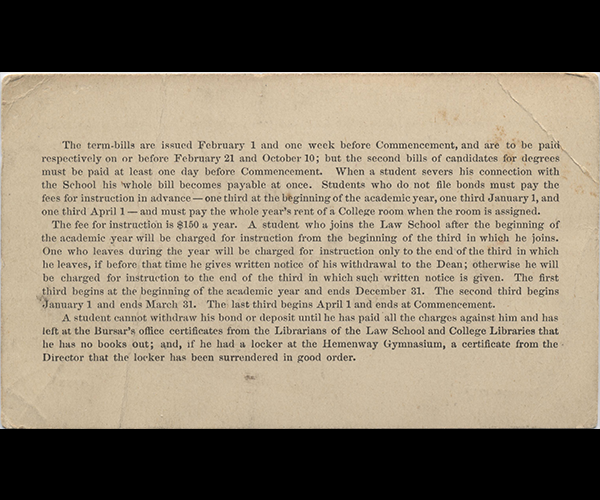 The term-bills are issued February 1 and one week before Commencement, and are to be paid
respectively on or before February 21 and October 10; but the second bills of candidates for degrees
must be paid at least one day before Commencement. When a student severs his connection with
the School his whole bill becomes payable at once. Students who do not file bonds must pay the
fees for instruction in advance — one third at the beginning of the academic year, one third January 1, and
one third April 1 — and must pay the whole year's rent of a College room when the room is assigned.
The fee for instruction is $150 a year. A student who joins the Law School after the beginning of
the academic year will be charged for instruction from the beginning of the third in which he joins.
One who leaves during the year will be charged for instruction only to the end of the third in which
he leaves, if before that time he gives written notice of his withdrawal to the Dean; otherwise he will
be charged for instruction to the end of the third in which such written notice is given. The first
third begins at the beginning of the academic year and ends December 31. The second third begins
January 1 and ends March 31. The last third begins April 1 and ends at Commencement.
A student cannot withdraw his bond or deposit until he has paid all the charges against him and has
left at the Bursar's office certificates from the Librarians of the Law School and College Libraries that
he has no books out; and, if he had a locker at the Hemenway Gymnasium, a certificate from the
Director that the locker has been surrendered in good order.